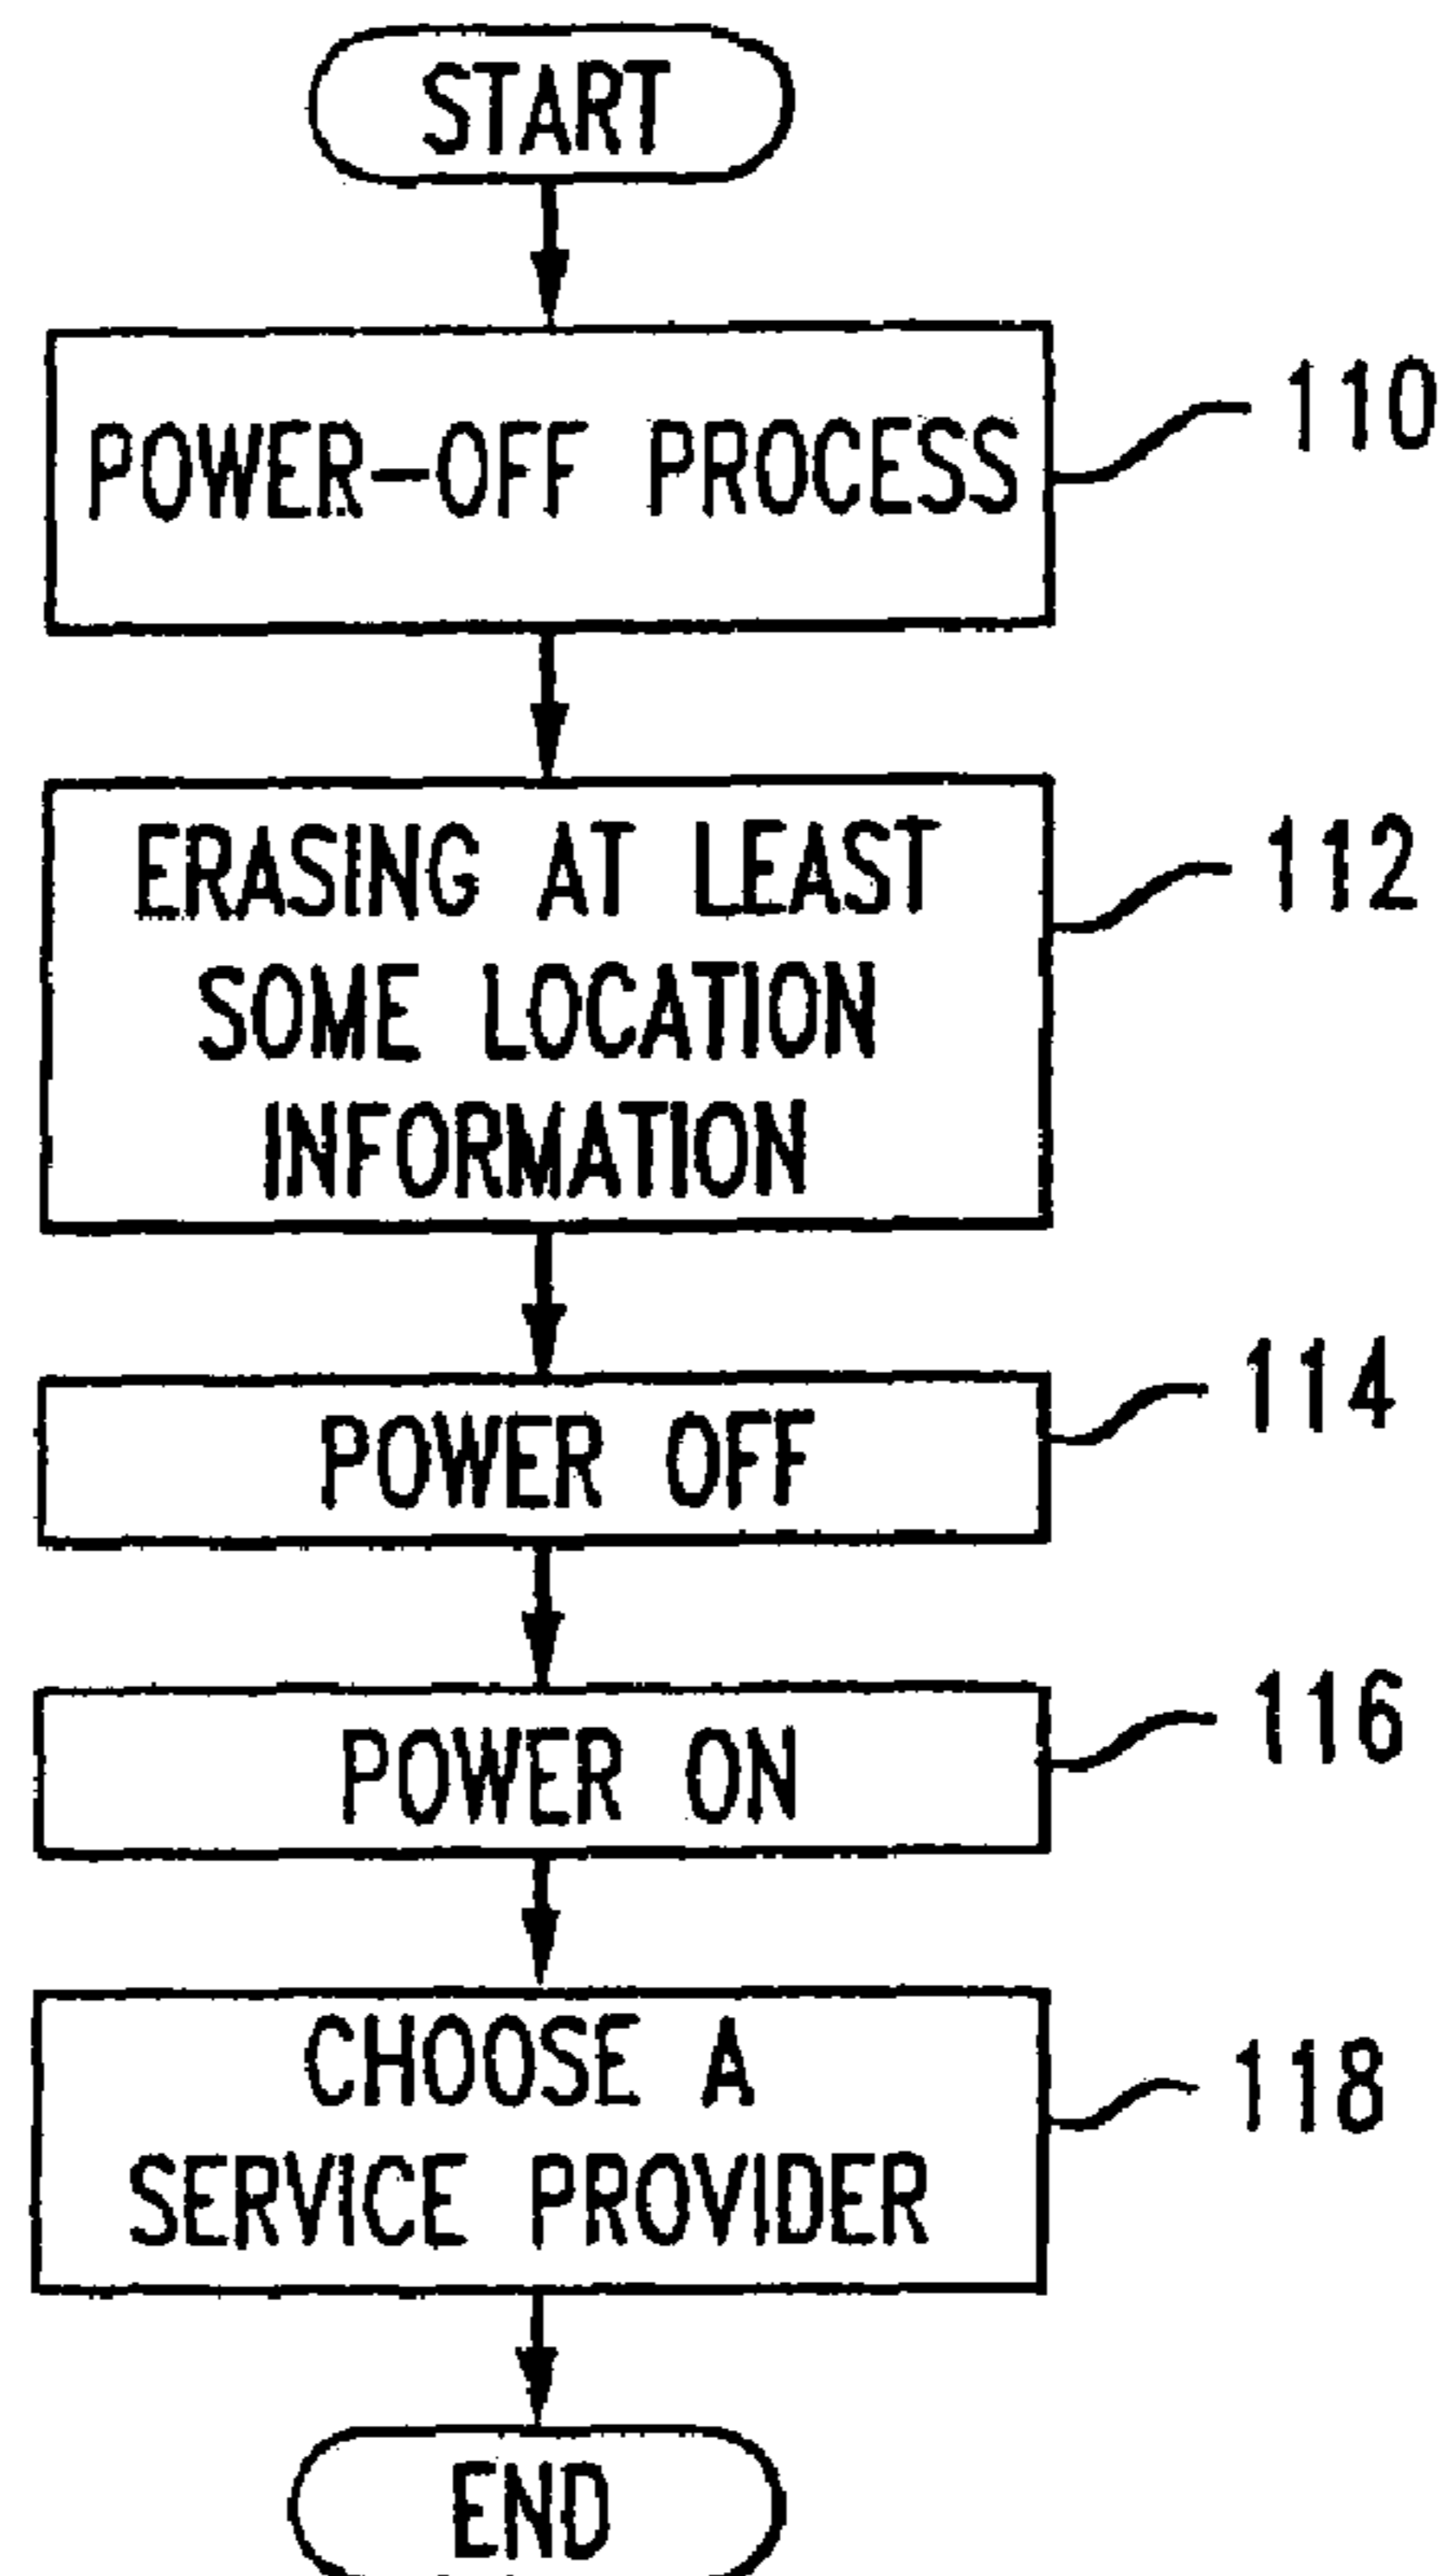 START
POWER-OFF PROCESS
110
ERASING AT LEAST
SOME LOCATION
INFORMATION
112
POWER OFF
114
POWER ON
116
CHOOSE A
SERVICE PROVIDER
118
END